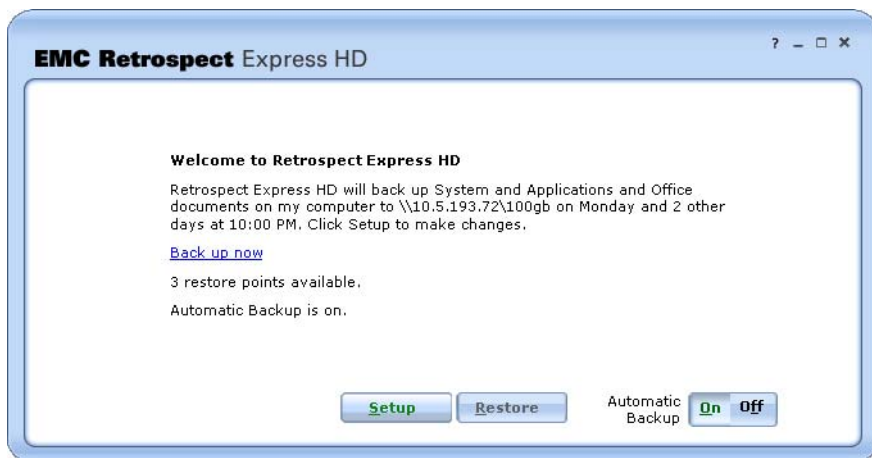 EMC Retrospect Express HD
?
Welcome to Retrospect Express HD
Retrospect Express HD will back up System and Applications and Office
documents on my computer to \\10.5.193.72\100gb on Monday and 2 other
days at 10:00 PM. Click Setup to make changes.
Back up now
3 restore points available.
Automatic Backup is on.
Setup
Restore
Automatic
Backup
On
Off